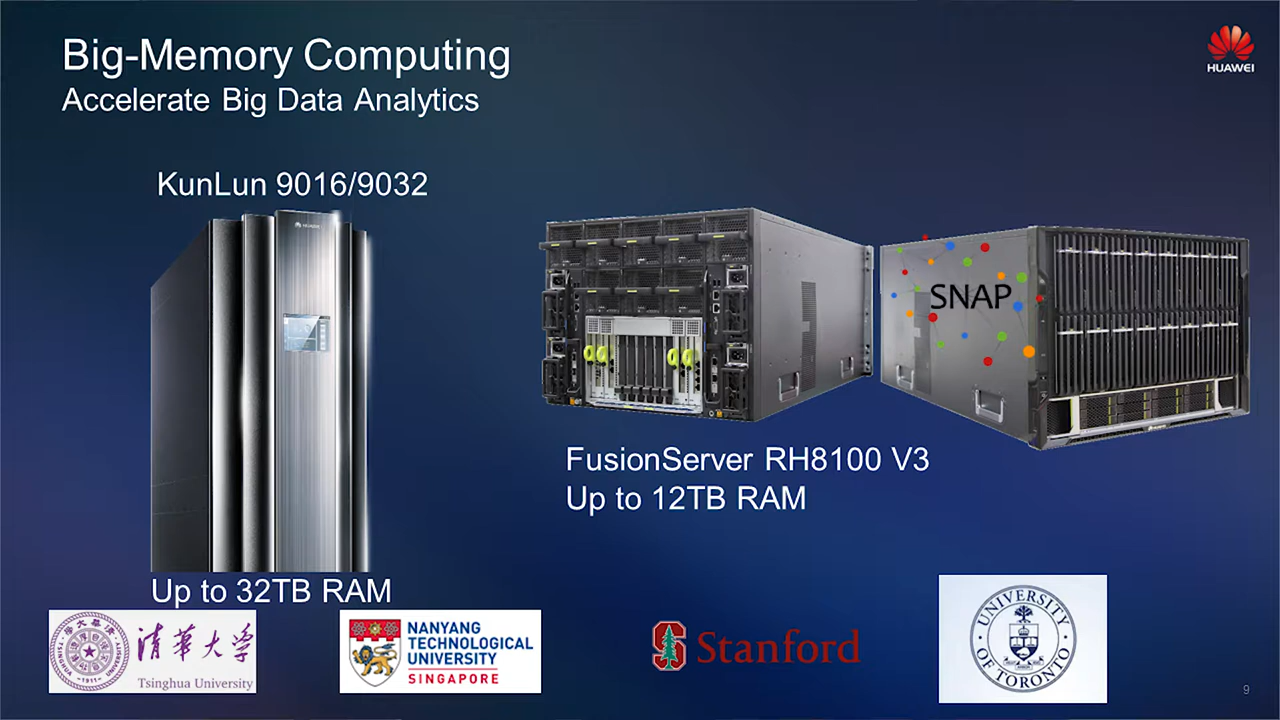 Big-Memory Computing
Accelerate Big Data Analytics
HUAWEI
KunLun 9016/9032
HUAWEI
SNAP
FusionServer RH8100 V3
Up to 12TB RAM
Up to 32TB RAM
清華大学
Tsinghua University
1911
NANYANG
TECHNOLOGICAL
UNIVERSITY
SINGAPORE
Stanford
UNIVERSITY
OF TORONTO
9